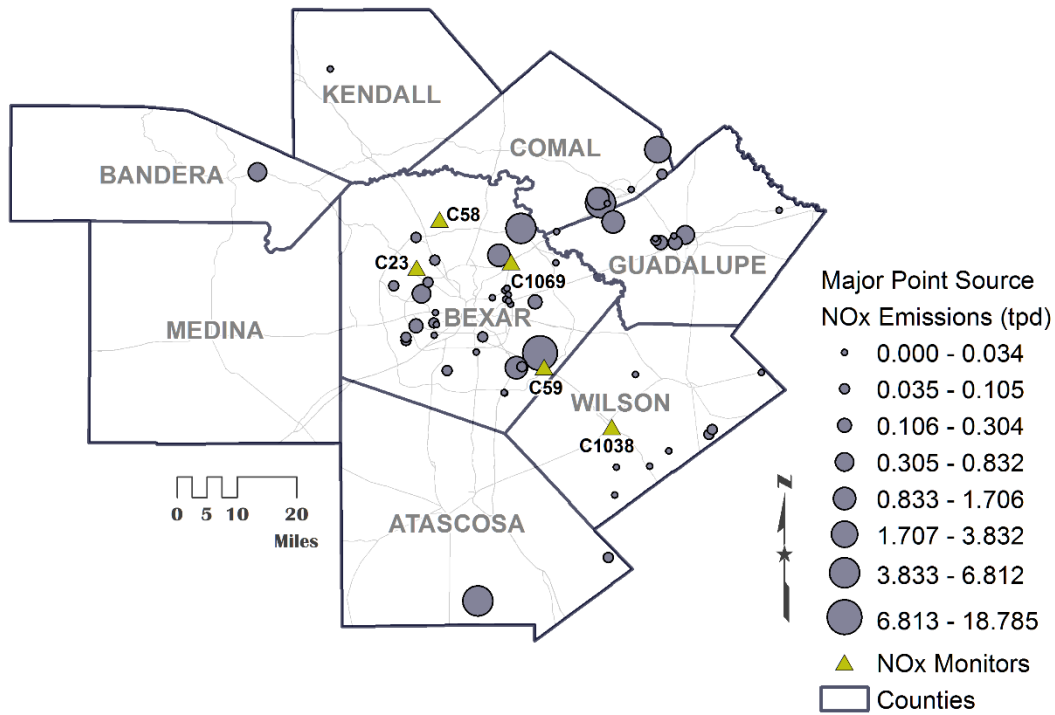 KENDALL
COMAL
BANDERA
C58
C23
C1069
GUADALUPE
MEDINA
BEXAR
C59
WILSON
C1038
ATASCOSA
0 5 10 20
Miles
N
Major Point Source
NOx Emissions (tpd)
0.000 - 0.034
0.035 - 0.105
0.106 - 0.304
0.305 - 0.832
0.833 - 1.706
1.707 - 3.832
3.833 - 6.812
6.813 - 18.785
NOx Monitors
Counties